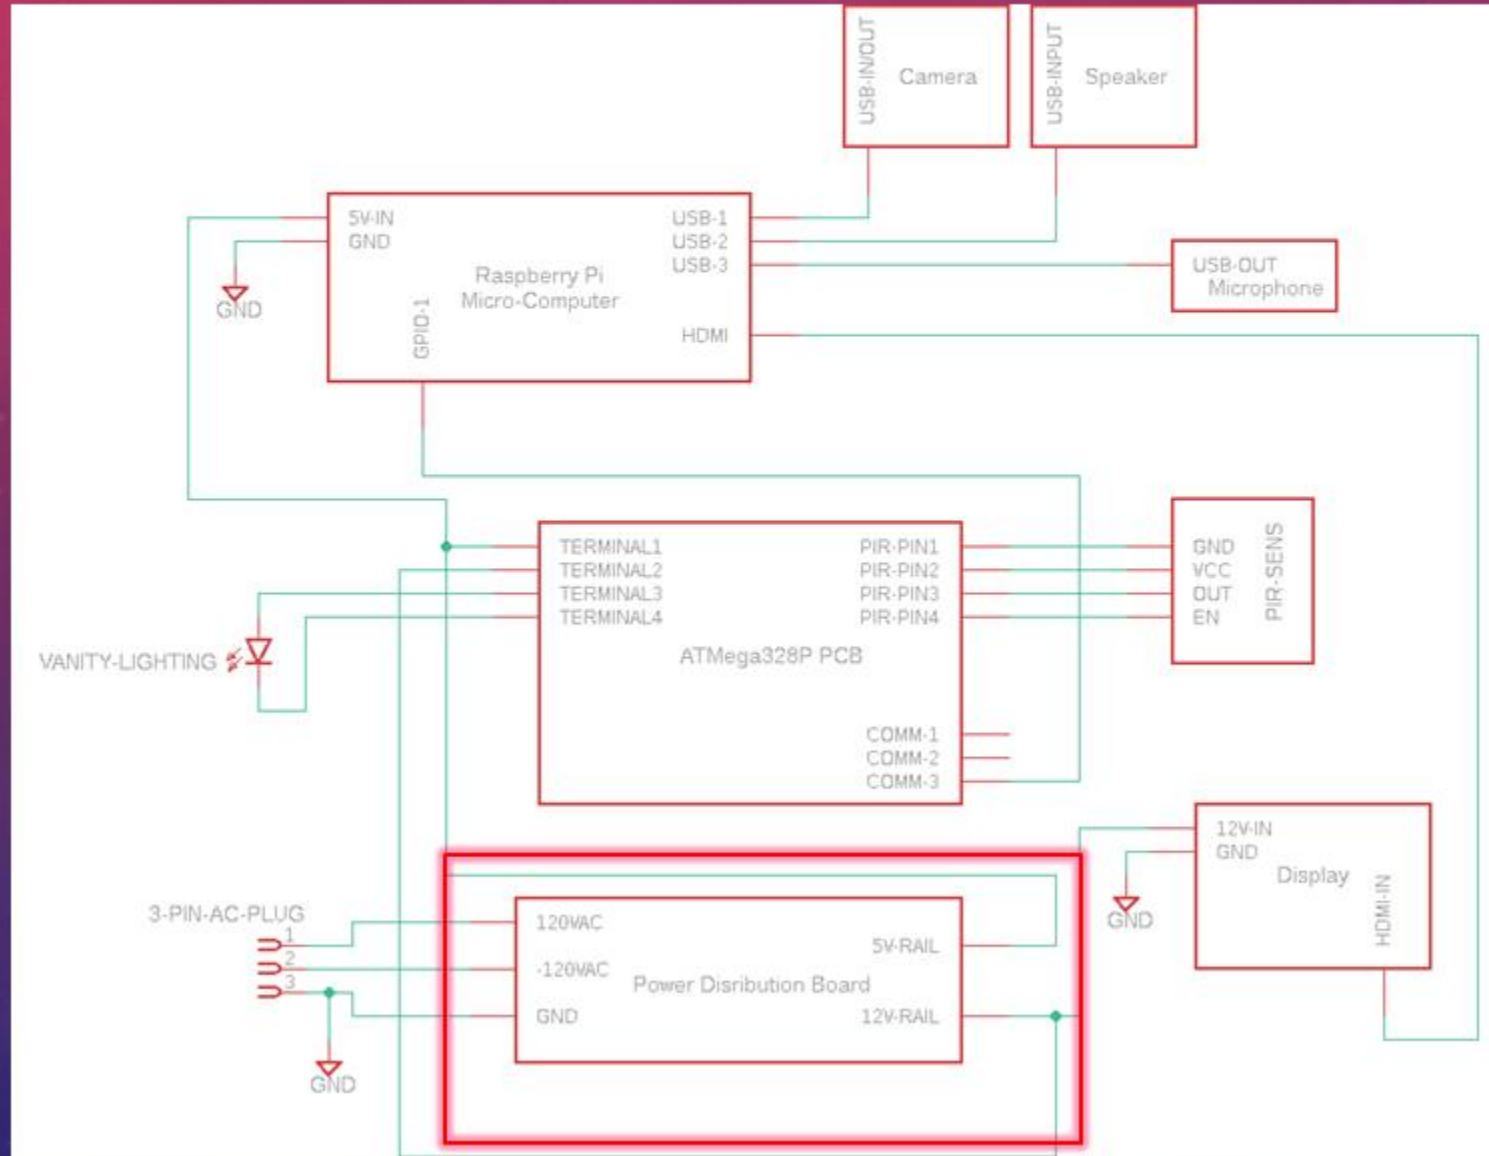 USB-IN/OUT
Camera
USB-INPUT
Speaker
5V-IN
GND
Raspberry Pi
Micro-Computer
GPIO-1
USB-1
USB-2
USB-3
HDMI
GND
USB-OUT
Microphone
TERMINAL1
TERMINAL2
TERMINAL3
TERMINAL4
PIR-PIN1
PIR-PIN2
PIR-PIN3
PIR-PIN4
ATMega328P PCB
COMM-1
COMM-2
COMM-3
GND
VCC
OUT
EN
PIR-SENS
VANITY-LIGHTING
12V-IN
GND
Display
HDMI-IN
GND
3-PIN-AC-PLUG
1
2
3
GND
120VAC
-120VAC
GND
Power Disribution Board
5V-RAIL
12V-RAIL